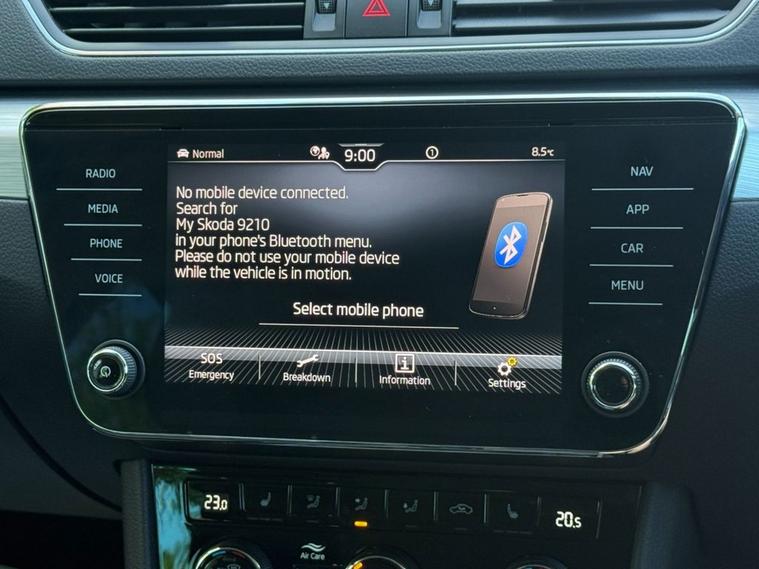 Normal
9:00
1
8.5°C
RADIO
MEDIA
PHONE
VOICE
No mobile device connected.
Search for
My Skoda 9210
in your phone's Bluetooth menu.
Please do not use your mobile device
while the vehicle is in motion.
Select mobile phone
NAV
APP
CAR
MENU
SOS
Emergency
Breakdown
i
Information
Settings
23.0
20.5
Air Care